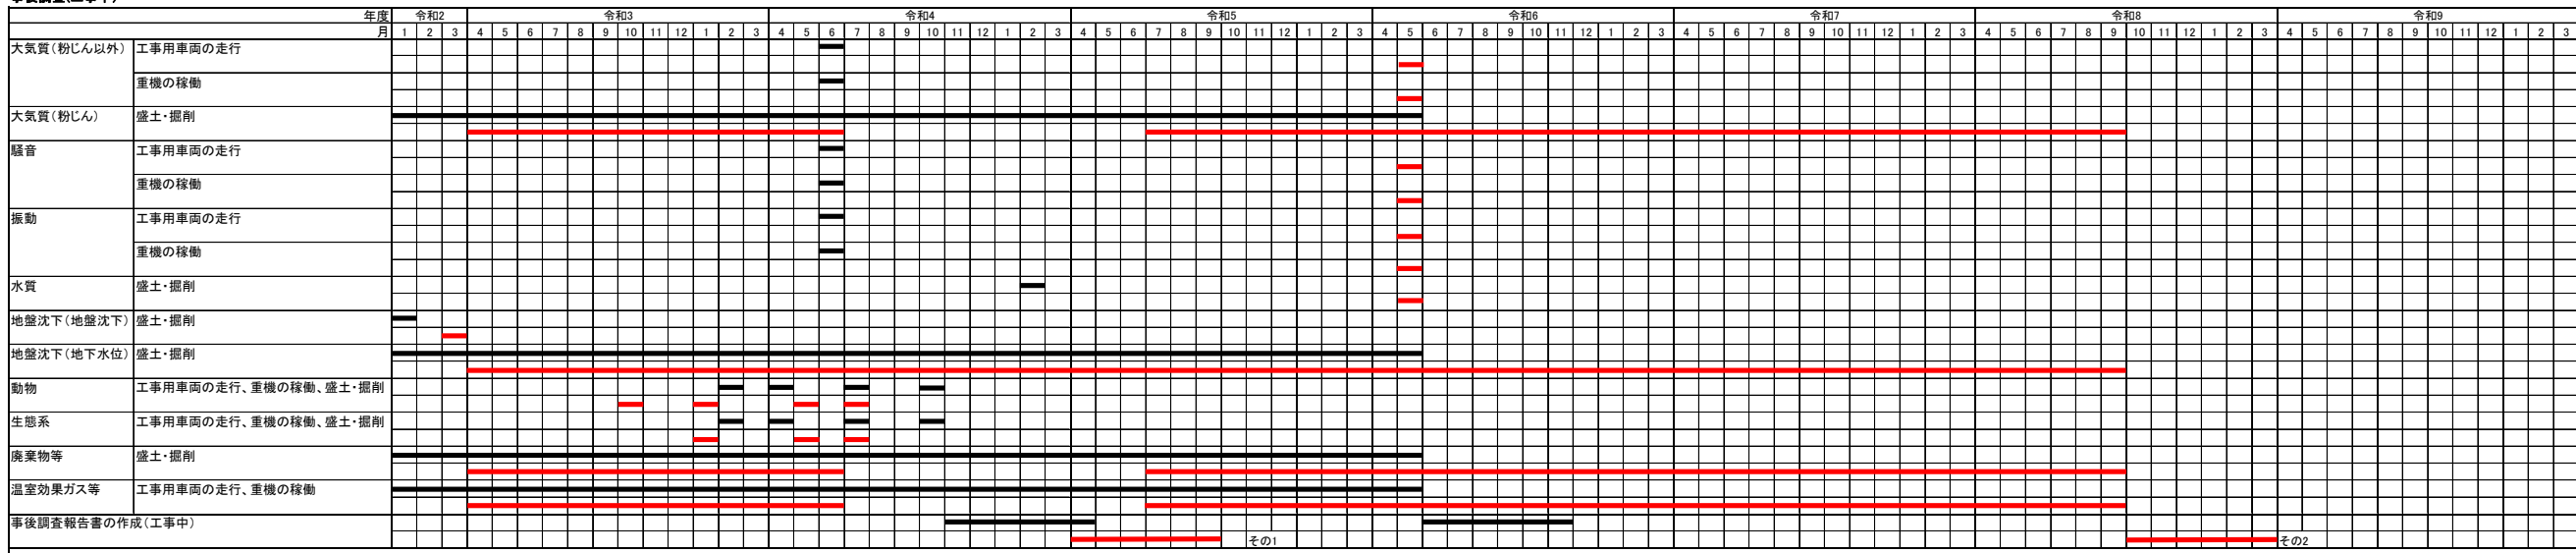 年度 令和2 令和3 令和4 令和5 令和6 令和7 令和8 令和9
月 1 2 3 4 5 6 7 8 9 10 11 12 1 2 3 4 5 6 7 8 9 10 11 12 1 2 3 4 5 6 7 8 9 10 11 12 1 2 3 4 5 6 7 8 9 10 11 12 1 2 3 4 5 6 7 8 9 10 11 12 1 2 3 4 5 6 7 8 9 10 11 12 1 2 3 4 5 6 7 8 9 10 11 12 1 2 3
大気質(粉じん以外) 工事用車両の走行
重機の稼働
大気質(粉じん) 盛土・掘削
騒音 工事用車両の走行
重機の稼働
振動 工事用車両の走行
重機の稼働
水質 盛土・掘削
地盤沈下(地盤沈下) 盛土・掘削
地盤沈下(地下水位) 盛土・掘削
動物 工事用車両の走行、重機の稼働、盛土・掘削
生態系 工事用車両の走行、重機の稼働、盛土・掘削
廃棄物等 盛土・掘削
温室効果ガス等 工事用車両の走行、重機の稼働
事後調査報告書の作成(工事中)
その1 その2